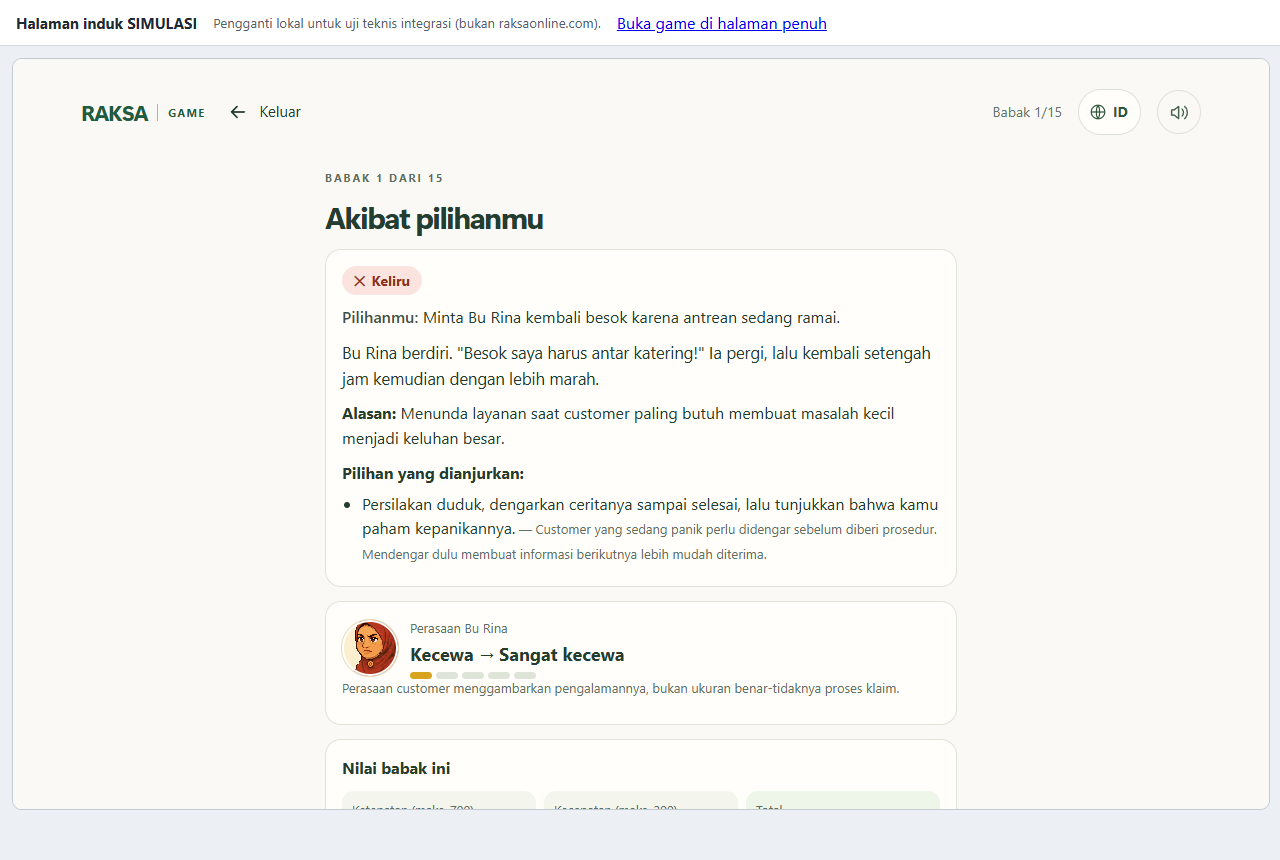 Halaman induk SIMULASI Pengganti lokal untuk uji teknis integrasi (bukan raksaonline.com). Buka game di halaman penuh
RAKSA GAME ← Keluar Babak 1/15 ID
BABAK 1 DARI 15
Akibat pilihanmu
Keliru
Pilihanmu: Minta Bu Rina kembali besok karena antrean sedang ramai.
Bu Rina berdiri. "Besok saya harus antar katering!" Ia pergi, lalu kembali setengah
jam kemudian dengan lebih marah.
Alasan: Menunda layanan saat customer paling butuh membuat masalah kecil
menjadi keluhan besar.
Pilihan yang dianjurkan:
• Persilakan duduk, dengarkan ceritanya sampai selesai, lalu tunjukkan bahwa kamu
paham kepanikannya. — Customer yang sedang panik perlu didengar sebelum diberi prosedur.
Mendengar dulu membuat informasi berikutnya lebih mudah diterima.
Perasaan Bu Rina
Kecewa → Sangat kecewa
Perasaan customer menggambarkan pengalamannya, bukan ukuran benar-tidaknya proses klaim.
Nilai babak ini